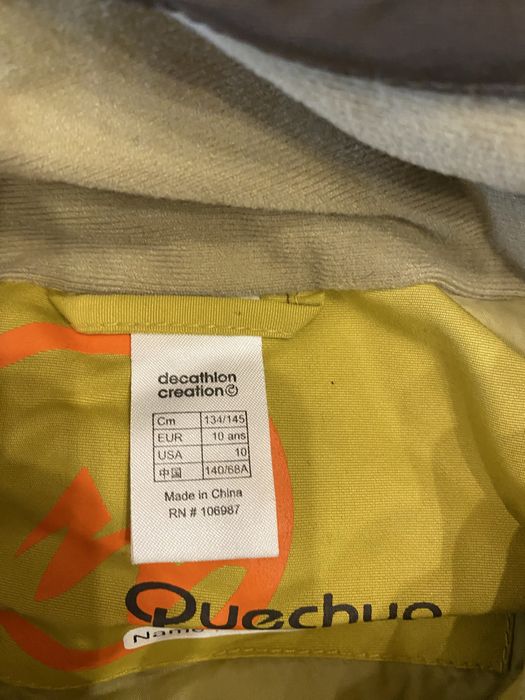 decathlon
creation©
Cm 134/145
EUR 10 ans
USA 10
中国 140/68A
Made in China
RN # 106987
Quechua
Name